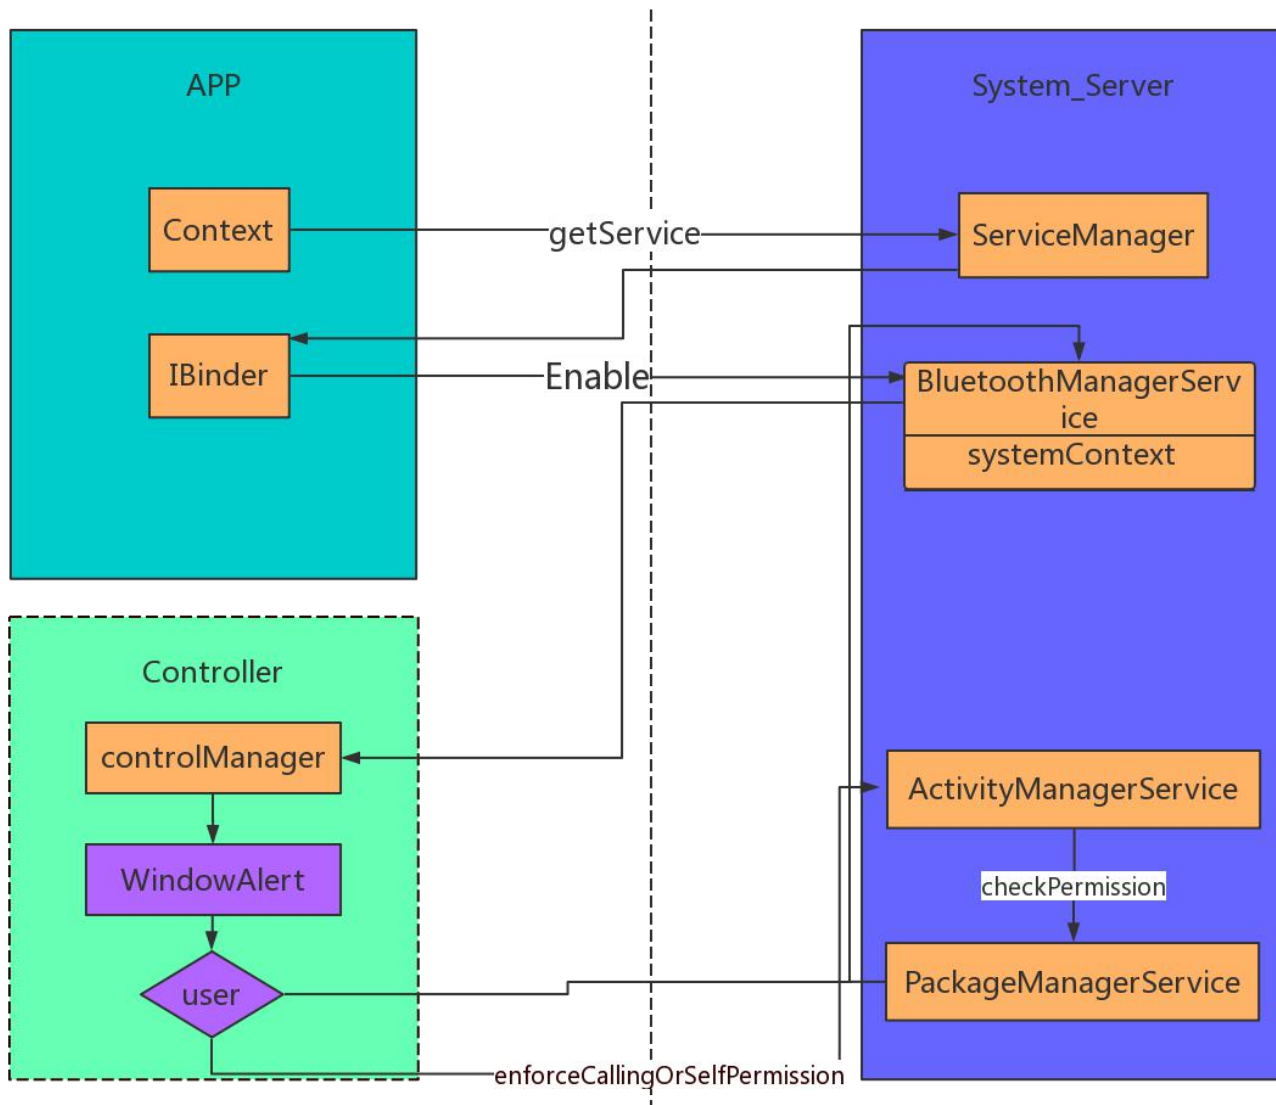 APP
System_Server
Context
getService
ServiceManager
IBinder
Enable
BluetoothManagerServ
ice
systemContext
Controller
controlManager
ActivityManagerService
WindowAlert
checkPermission
user
PackageManagerService
enforceCallingOrSelfPermission